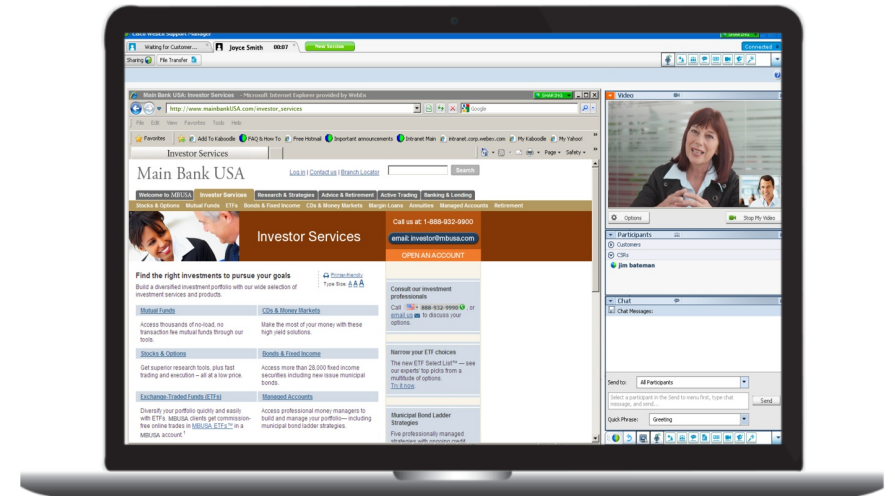 Cisco WebEx Support Manager
SHARING
Waiting for Customer...
Joyce Smith 00:07
New Session
Connected
Sharing File Transfer
Main Bank USA: Investor Services - Microsoft Internet Explorer provided by WebEx
SHARING
http://www.mainbankUSA.com/investor_services
Google
File Edit View Favorites Tools Help
Favorites Add To Kaboodle FAQ & How To Free Hotmail Important announcements Intranet Main intranet.corp.webex.com My Kaboodle My Yahoo!
Investor Services
Page Safety
Main Bank USA
Log in | Contact us | Branch Locator
Search
Welcome to MBUSA Investor Services Research & Strategies Advice & Retirement Active Trading Banking & Lending
Stocks & Options Mutual Funds ETFs Bonds & Fixed Income CDs & Money Markets Margin Loans Annuities Managed Accounts Retirement
Investor Services
Call us at: 1-888-932-9900
email: investor@mbusa.com
OPEN AN ACCOUNT
Find the right investments to pursue your goals
Build a diversified investment portfolio with our wide selection of
investment services and products.
Printer-friendly
Type Size: A A A
Mutual Funds
Access thousands of no-load, no
transaction fee mutual funds through our
tools.
CDs & Money Markets
Make the most of your money with these
high yield solutions.
Stocks & Options
Get superior research tools, plus fast
trading and execution – all at a low price.
Bonds & Fixed Income
Access more than 28,000 fixed income
securities including new issue municipal
bonds.
Exchange-Traded Funds (ETFs)
Diversify your portfolio quickly and easily
with ETFs. MBUSA clients get commission-
free online trades in MBUSA ETFs™ in a
MBUSA account.1
Managed Accounts
Access professional money managers to
build and manage your portfolio— including
municipal bond ladder strategies.
Consult our investment
professionals
Call 888-932-9900, or
email us to discuss your
options.
Narrow your ETF choices
The new ETF Select List™ — see
our experts' top picks from a
multitude of options.
Try it now.
Municipal Bond Ladder
Strategies
Five professionally managed
strategies with ongoing credit
Video
Options
Stop My Video
Participants
Customers
CSRs
jim bateman
Chat
Chat Messages:
Send to: All Participants
Select a participant in the Send to menu first, type chat
message, and send...
Send
Quick Phrase: Greeting